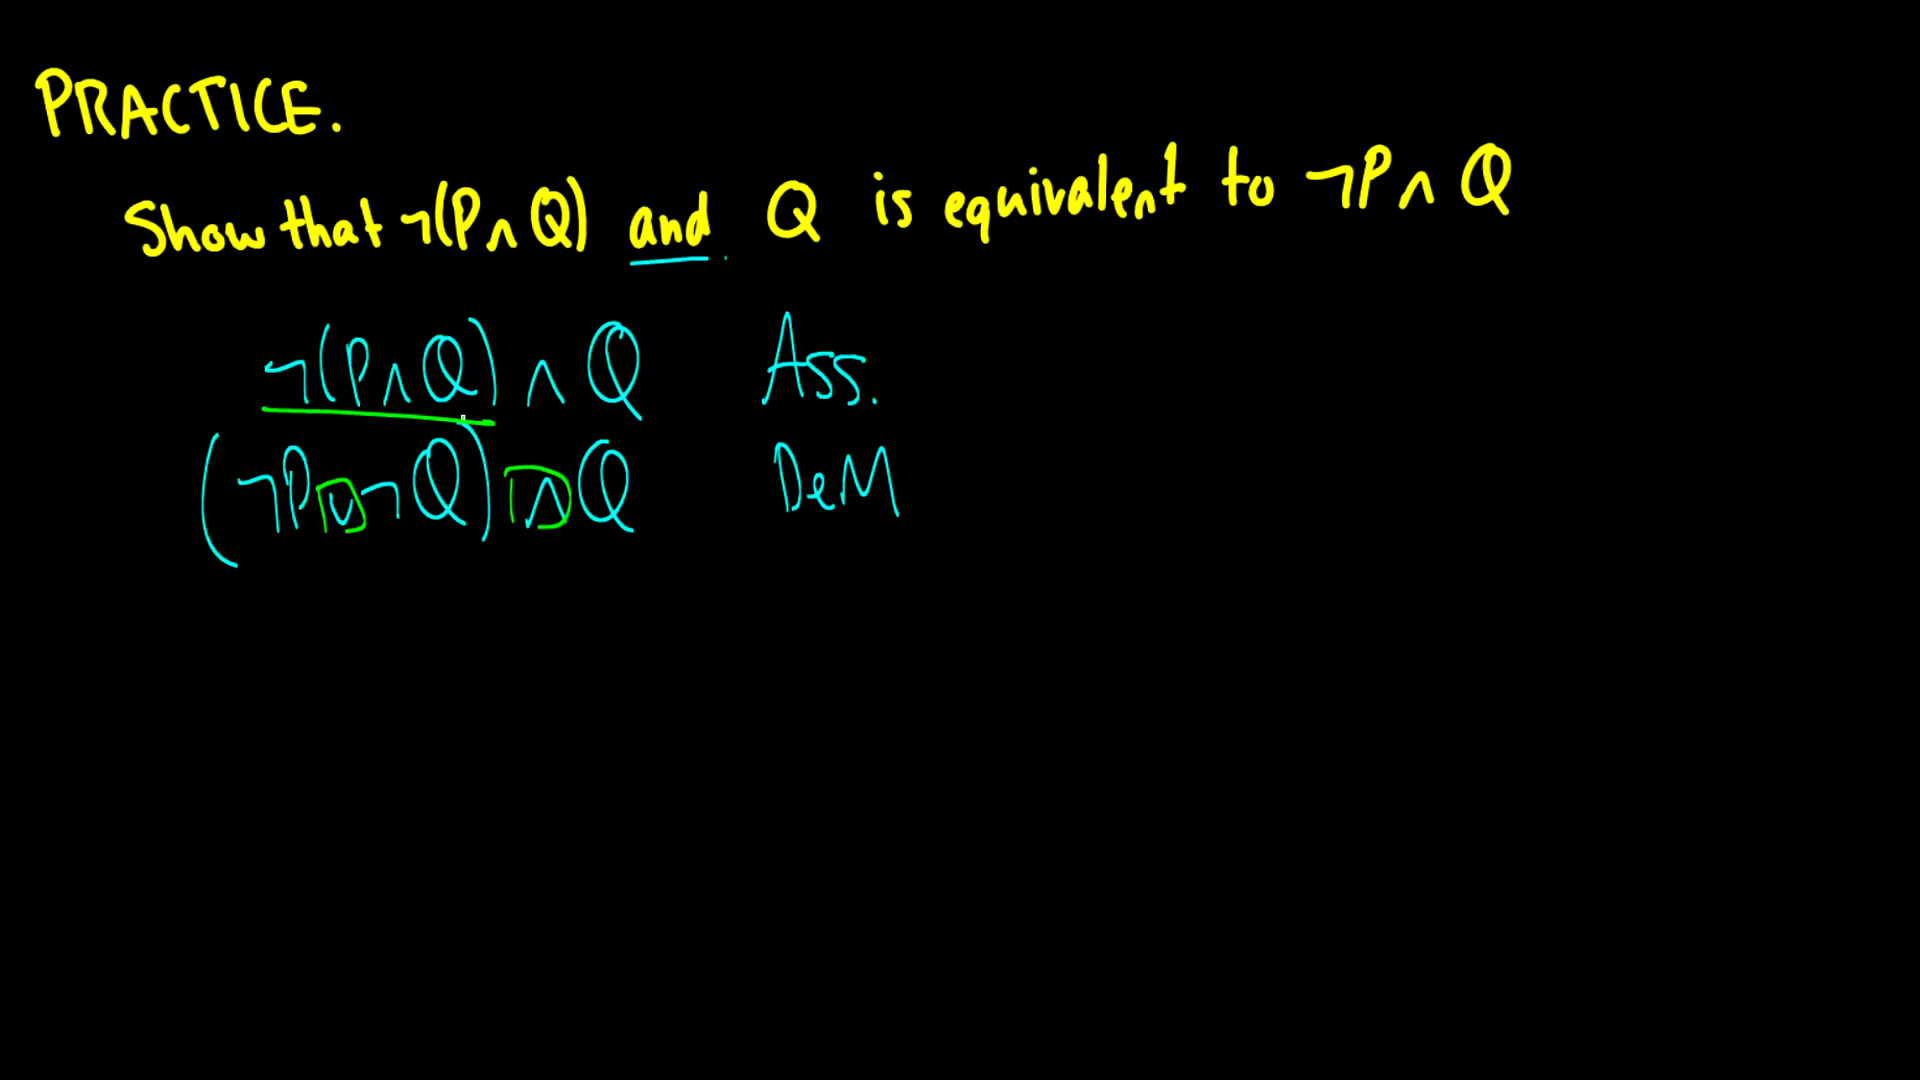 PRACTICE.
Show that ¬(P∧Q) and Q is equivalent to ¬P∧Q
¬(P∧Q)∧Q Ass.
(¬P∨¬Q)∧Q DeM